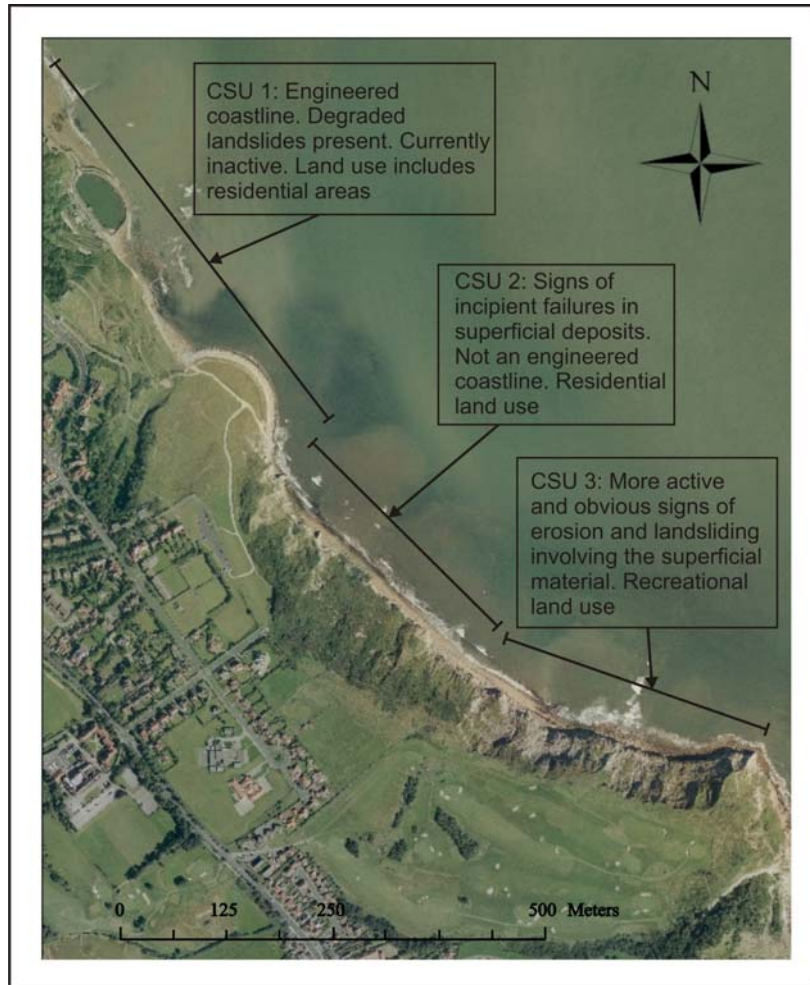 CSU 1: Engineered
coastline. Degraded
landslides present. Currently
inactive. Land use includes
residential areas
N
CSU 2: Signs of
incipient failures in
superficial deposits.
Not an engineered
coastline. Residential
land use
CSU 3: More active
and obvious signs of
erosion and landsliding
involving the superficial
material. Recreational
land use
0 125 250 500 Meters